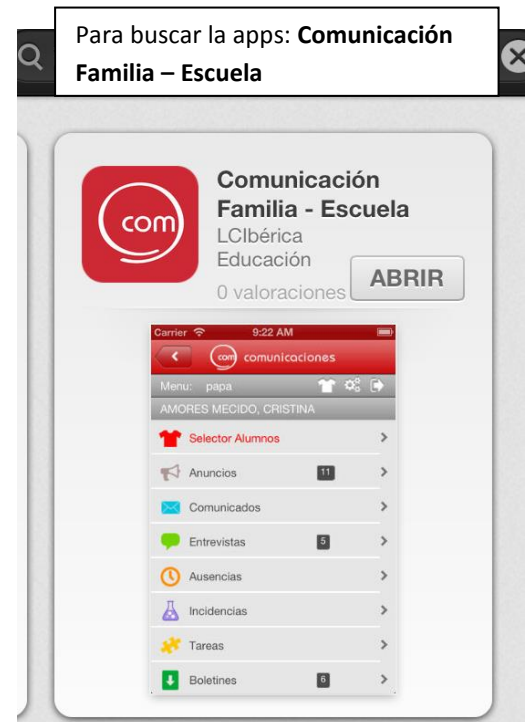 Para buscar la apps: Comunicación
Familia – Escuela
com
Comunicación
Familia - Escuela
LCIbérica
Educación
0 valoraciones
ABRIR
Carrier 9:22 AM
com comunicaciones
Menu: papa
AMORES MECIDO, CRISTINA
Selector Alumnos
Anuncios 11
Comunicados
Entrevistas 5
Ausencias
Incidencias
Tareas
Boletines 6